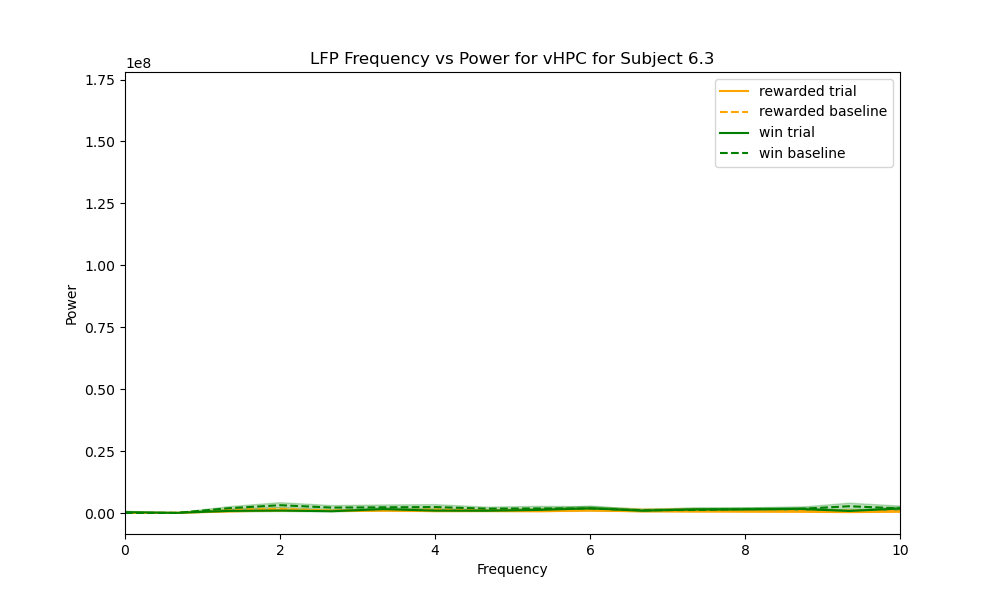 LFP Frequency vs Power for vHPC for Subject 6.3
1e8
1.75
1.50
1.25
1.00
0.75
0.50
0.25
0.00
Power
rewarded trial
rewarded baseline
win trial
win baseline
0 2 4 6 8 10
Frequency